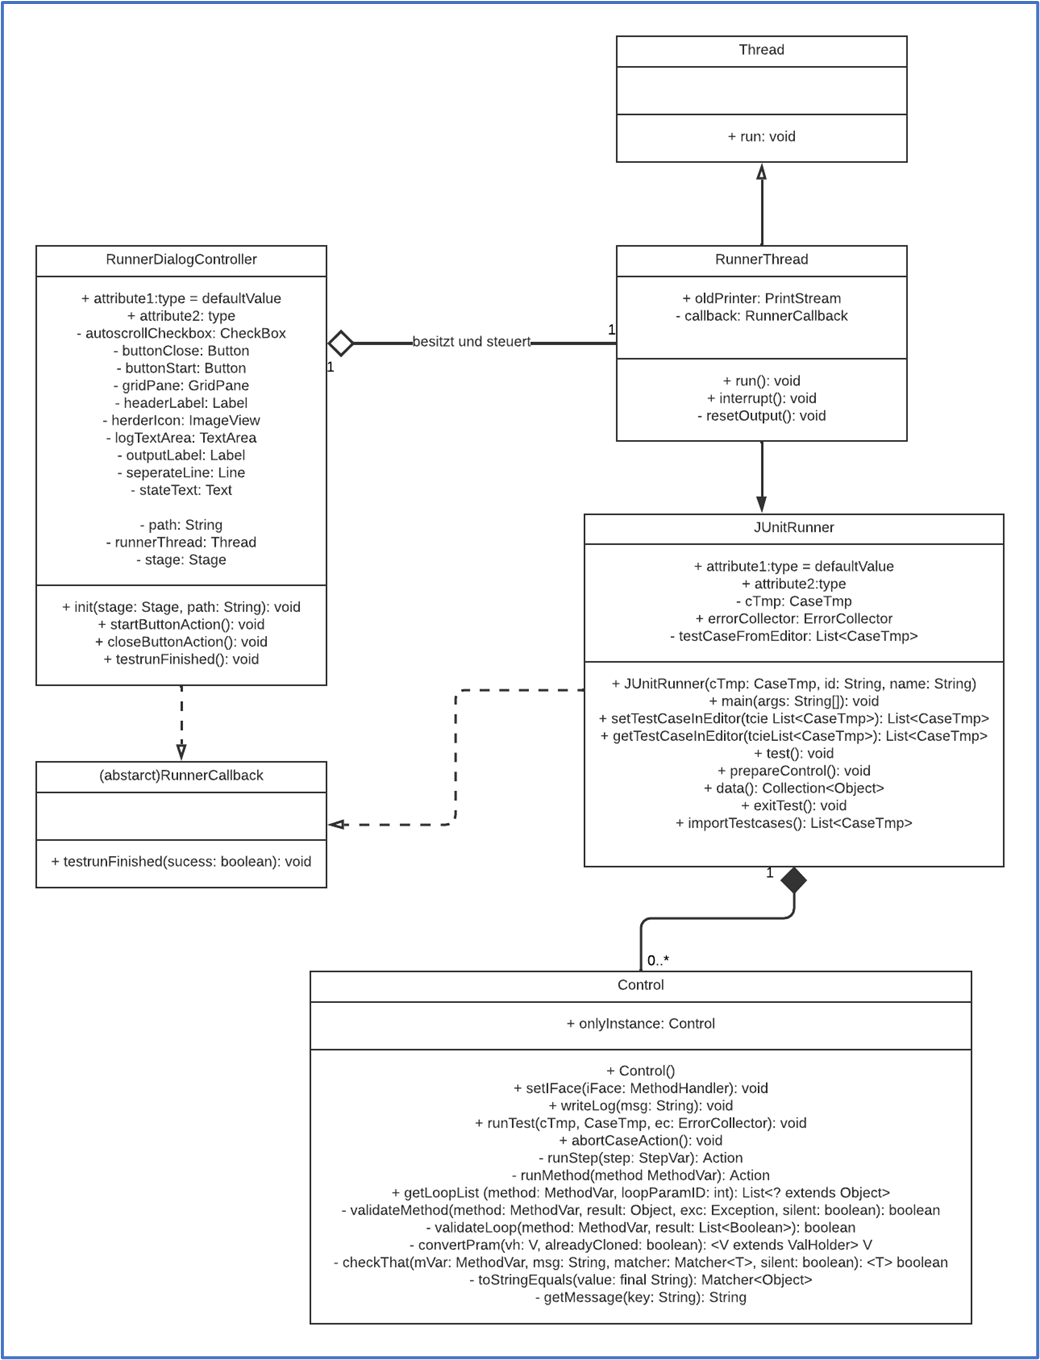 Thread
+ run: void
RunnerDialogController
+ attribute1:type = defaultValue
+ attribute2: type
- autoscrollCheckbox: CheckBox
- buttonClose: Button
- buttonStart: Button
- gridPane: GridPane
- headerLabel: Label
- herderIcon: ImageView
- logTextArea: TextArea
- outputLabel: Label
- seperateLine: Line
- stateText: Text
- path: String
- runnerThread: Thread
- stage: Stage
+ init(stage: Stage, path: String): void
+ startButtonAction(): void
+ closeButtonAction(): void
+ testrunFinished(): void
1
besitzt und steuert
1
RunnerThread
+ oldPrinter: PrintStream
- callback: RunnerCallback
+ run(): void
+ interrupt(): void
- resetOutput(): void
JUnitRunner
+ attribute1:type = defaultValue
+ attribute2:type
- cTmp: CaseTmp
+ errorCollector: ErrorCollector
- testCaseFromEditor: List<CaseTmp>
+ JUnitRunner(cTmp: CaseTmp, id: String, name: String)
+ main(args: String[]): void
+ setTestCaseInEditor(tcie List<CaseTmp>): List<CaseTmp>
+ getTestCaseInEditor(tcieList<CaseTmp>): List<CaseTmp>
+ test(): void
+ prepareControl(): void
+ data(): Collection<Object>
+ exitTest(): void
+ importTestcases(): List<CaseTmp>
(abstarct)RunnerCallback
+ testrunFinished(sucess: boolean): void
1
0..*
Control
+ onlyInstance: Control
+ Control()
+ setIFace(iFace: MethodHandler): void
+ writeLog(msg: String): void
+ runTest(cTmp, CaseTmp, ec: ErrorCollector): void
+ abortCaseAction(): void
- runStep(step: StepVar): Action
- runMethod(method MethodVar): Action
+ getLoopList (method: MethodVar, loopParamID: int): List<? extends Object>
- validateMethod(method: MethodVar, result: Object, exc: Exception, silent: boolean): boolean
- validateLoop(method: MethodVar, result: List<Boolean>): boolean
- convertPram(vh: V, alreadyCloned: boolean): <V extends ValHolder> V
- checkThat(mVar: MethodVar, msg: String, matcher: Matcher<T>, silent: boolean): <T> boolean
- toStringEquals(value: final String): Matcher<Object>
- getMessage(key: String): String